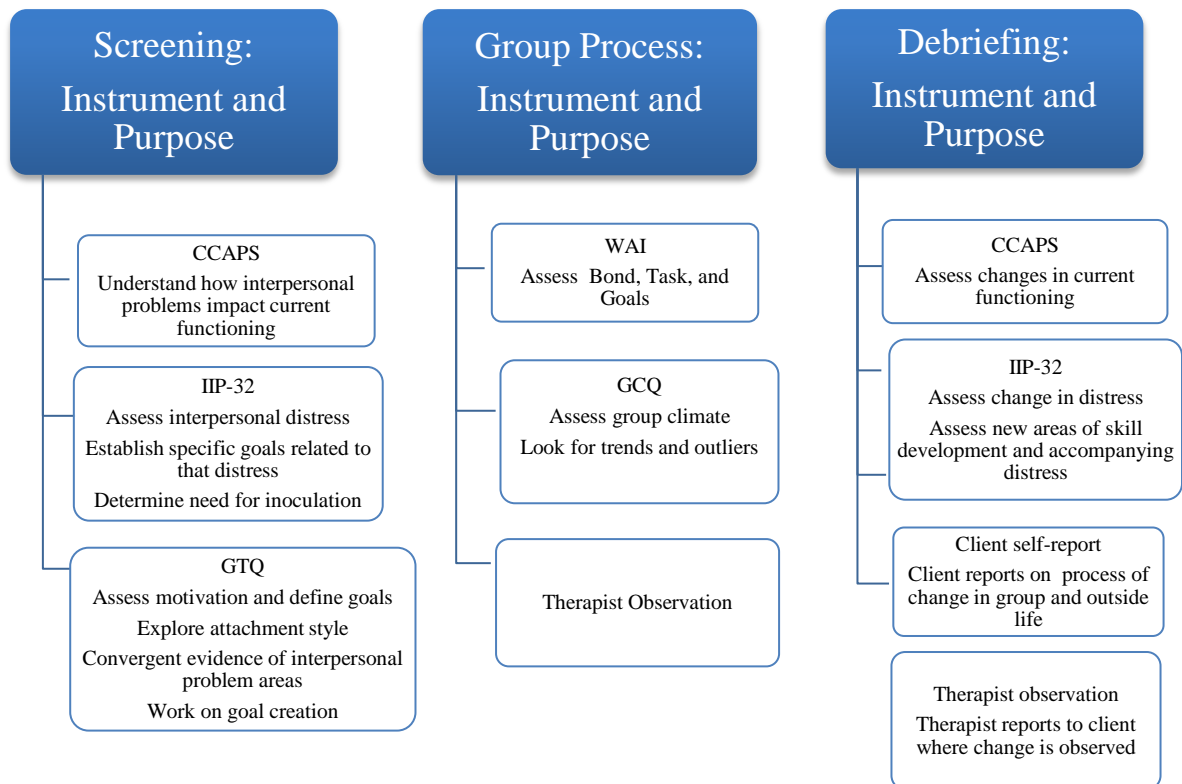 Screening:
Instrument and
Purpose
CCAPS
Understand how interpersonal
problems impact current
functioning
IIP-32
Assess interpersonal distress
Establish specific goals related to
that distress
Determine need for inoculation
GTQ
Assess motivation and define goals
Explore attachment style
Convergent evidence of interpersonal
problem areas
Work on goal creation
Group Process:
Instrument and
Purpose
WAI
Assess Bond, Task, and
Goals
GCQ
Assess group climate
Look for trends and outliers
Therapist Observation
Debriefing:
Instrument and
Purpose
CCAPS
Assess changes in current
functioning
IIP-32
Assess change in distress
Assess new areas of skill
development and accompanying
distress
Client self-report
Client reports on process of
change in group and outside
life
Therapist observation
Therapist reports to client
where change is observed